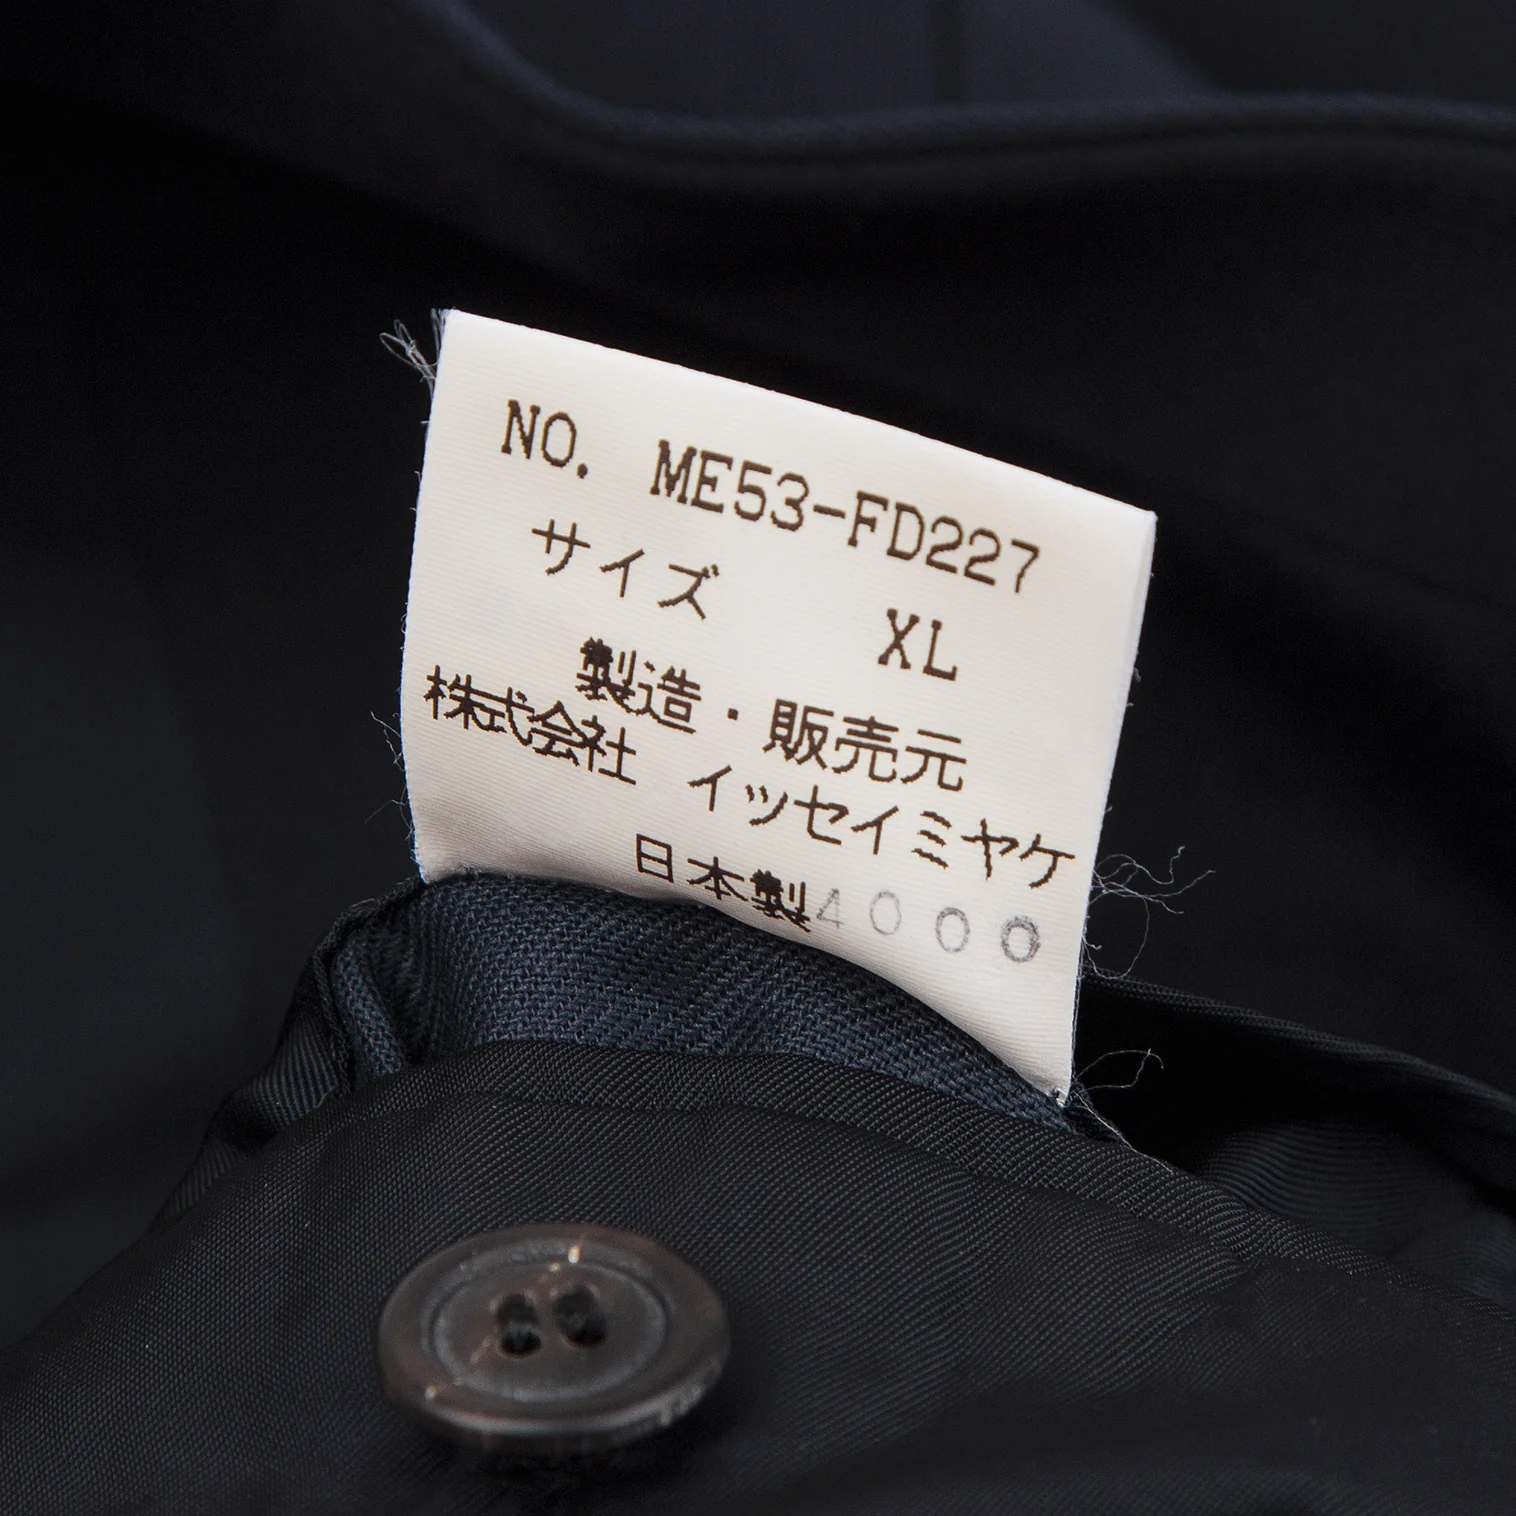 NO. ME53-FD227
サイズ XL
製造・販売元
株式会社 イッセイミヤケ
日本製4000